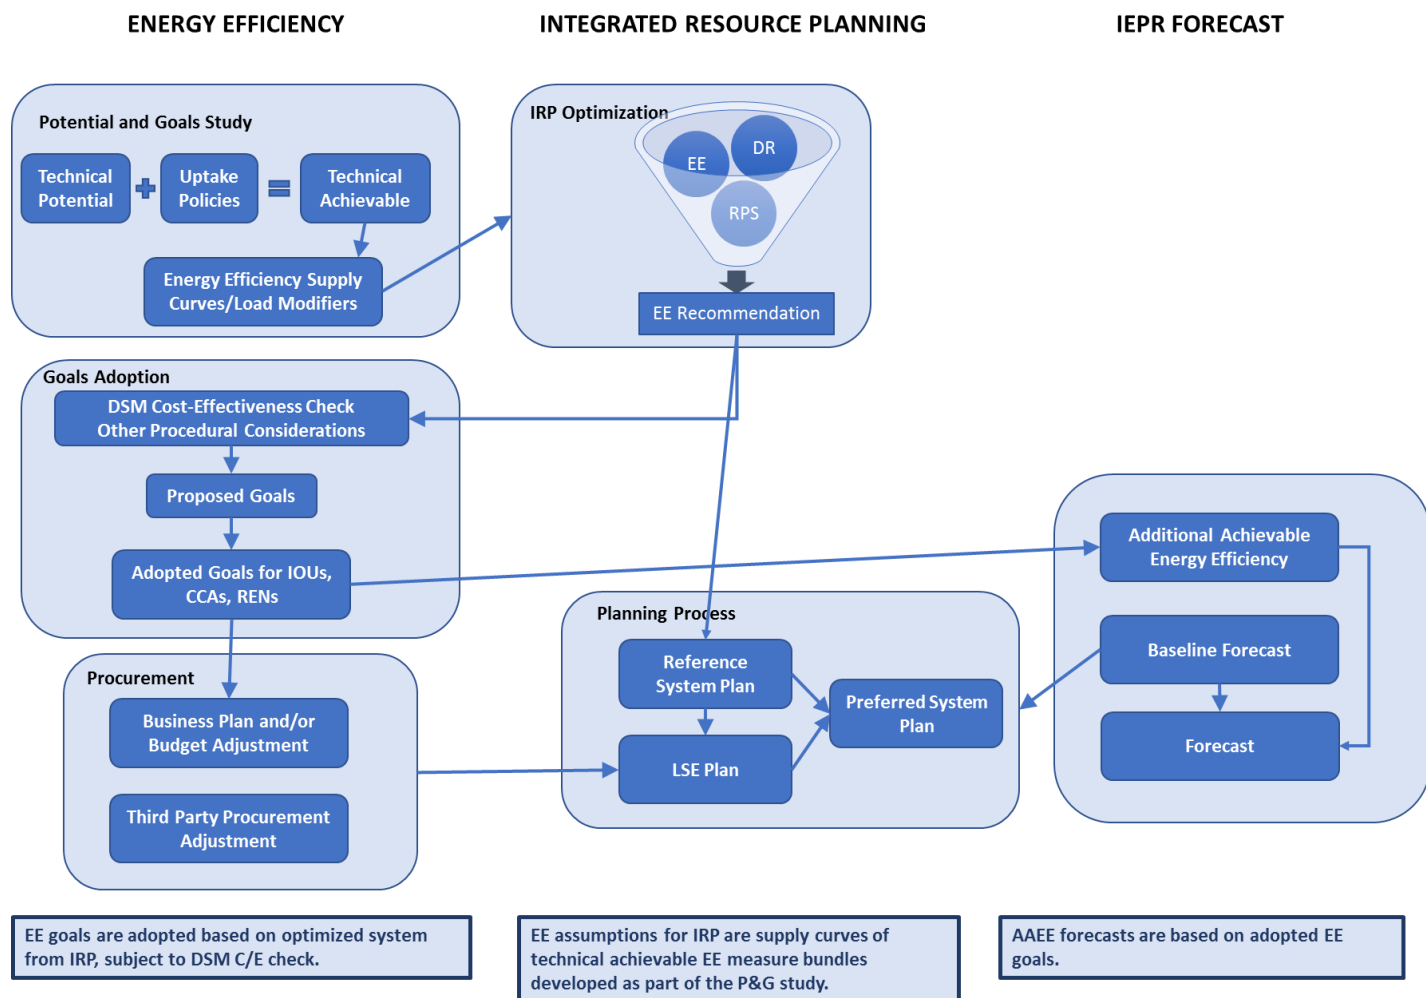 ENERGY EFFICIENCY
INTEGRATED RESOURCE PLANNING
IEPR FORECAST
Potential and Goals Study
Technical
Potential
Uptake
Policies
Technical
Achievable
Energy Efficiency Supply
Curves/Load Modifiers
IRP Optimization
EE
DR
RPS
EE Recommendation
Goals Adoption
DSM Cost-Effectiveness Check
Other Procedural Considerations
Proposed Goals
Adopted Goals for IOUs,
CCAs, RENs
Procurement
Business Plan and/or
Budget Adjustment
Third Party Procurement
Adjustment
Planning Process
Reference
System Plan
LSE Plan
Preferred System
Plan
Additional Achievable
Energy Efficiency
Baseline Forecast
Forecast
EE goals are adopted based on optimized system
from IRP, subject to DSM C/E check.
EE assumptions for IRP are supply curves of
technical achievable EE measure bundles
developed as part of the P&G study.
AAEE forecasts are based on adopted EE
goals.